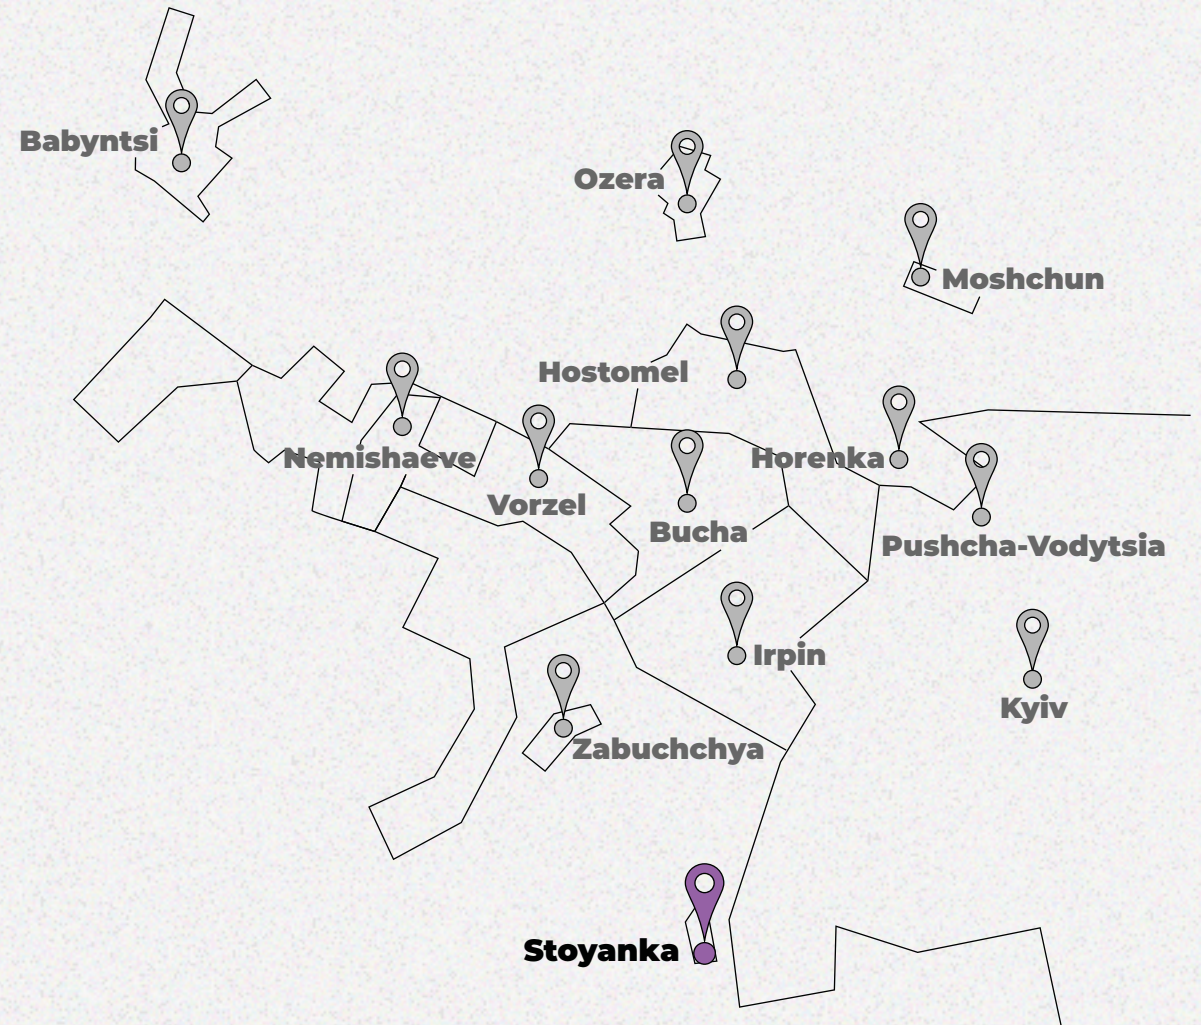 Babyntsi
Ozera
Moshchun
Hostomel
Nemishaeve
Horenka
Vorzel
Bucha
Pushcha-Vodytsia
Irpin
Kyiv
Zabuchchya
Stoyanka